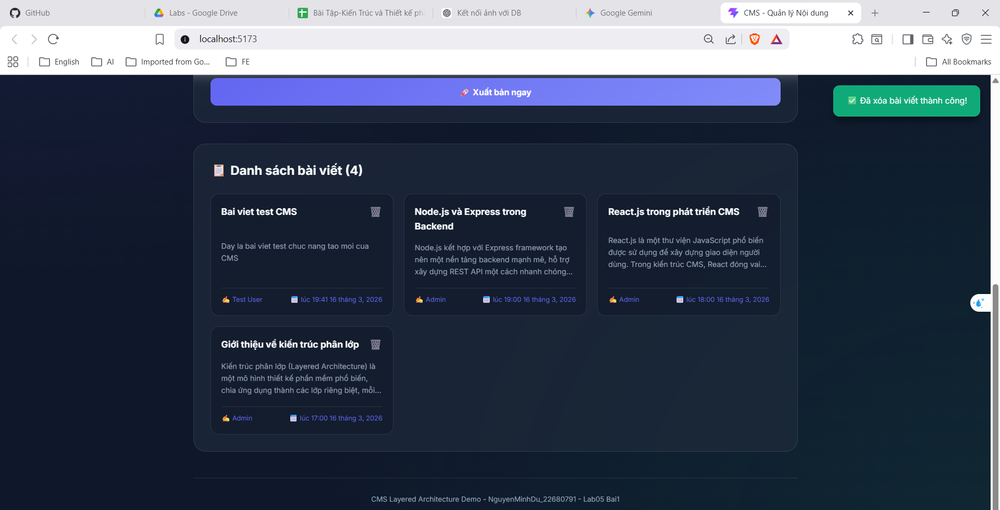 GitHub
Labs - Google Drive
Bài Tập-Kiến Trúc và Thiết kế ph
Kết nối ảnh với DB
Google Gemini
CMS - Quản lý Nội dung
localhost:5173
English
AI
Imported from Go...
FE
All Bookmarks
🚀 Xuất bản ngay
✅ Đã xóa bài viết thành công!
📋 Danh sách bài viết (4)
Bai viet test CMS
Day la bai viet test chuc nang tao moi cua
CMS
✍️ Test User
📅 lúc 19:41 16 tháng 3, 2026
Node.js và Express trong
Backend
Node.js kết hợp với Express framework tạo
nên một nền tảng backend mạnh mẽ, hỗ trợ
xây dựng REST API một cách nhanh chóng...
✍️ Admin
📅 lúc 19:00 16 tháng 3, 2026
React.js trong phát triển CMS
React.js là một thư viện JavaScript phổ biến
được sử dụng để xây dựng giao diện người
dùng. Trong kiến trúc CMS, React đóng vai...
✍️ Admin
📅 lúc 18:00 16 tháng 3, 2026
Giới thiệu về kiến trúc phân lớp
Kiến trúc phân lớp (Layered Architecture) là
một mô hình thiết kế phần mềm phổ biến,
chia ứng dụng thành các lớp riêng biệt, mỗi...
✍️ Admin
📅 lúc 17:00 16 tháng 3, 2026
CMS Layered Architecture Demo - NguyenMinhDu_22680791 - Lab05 Bai1